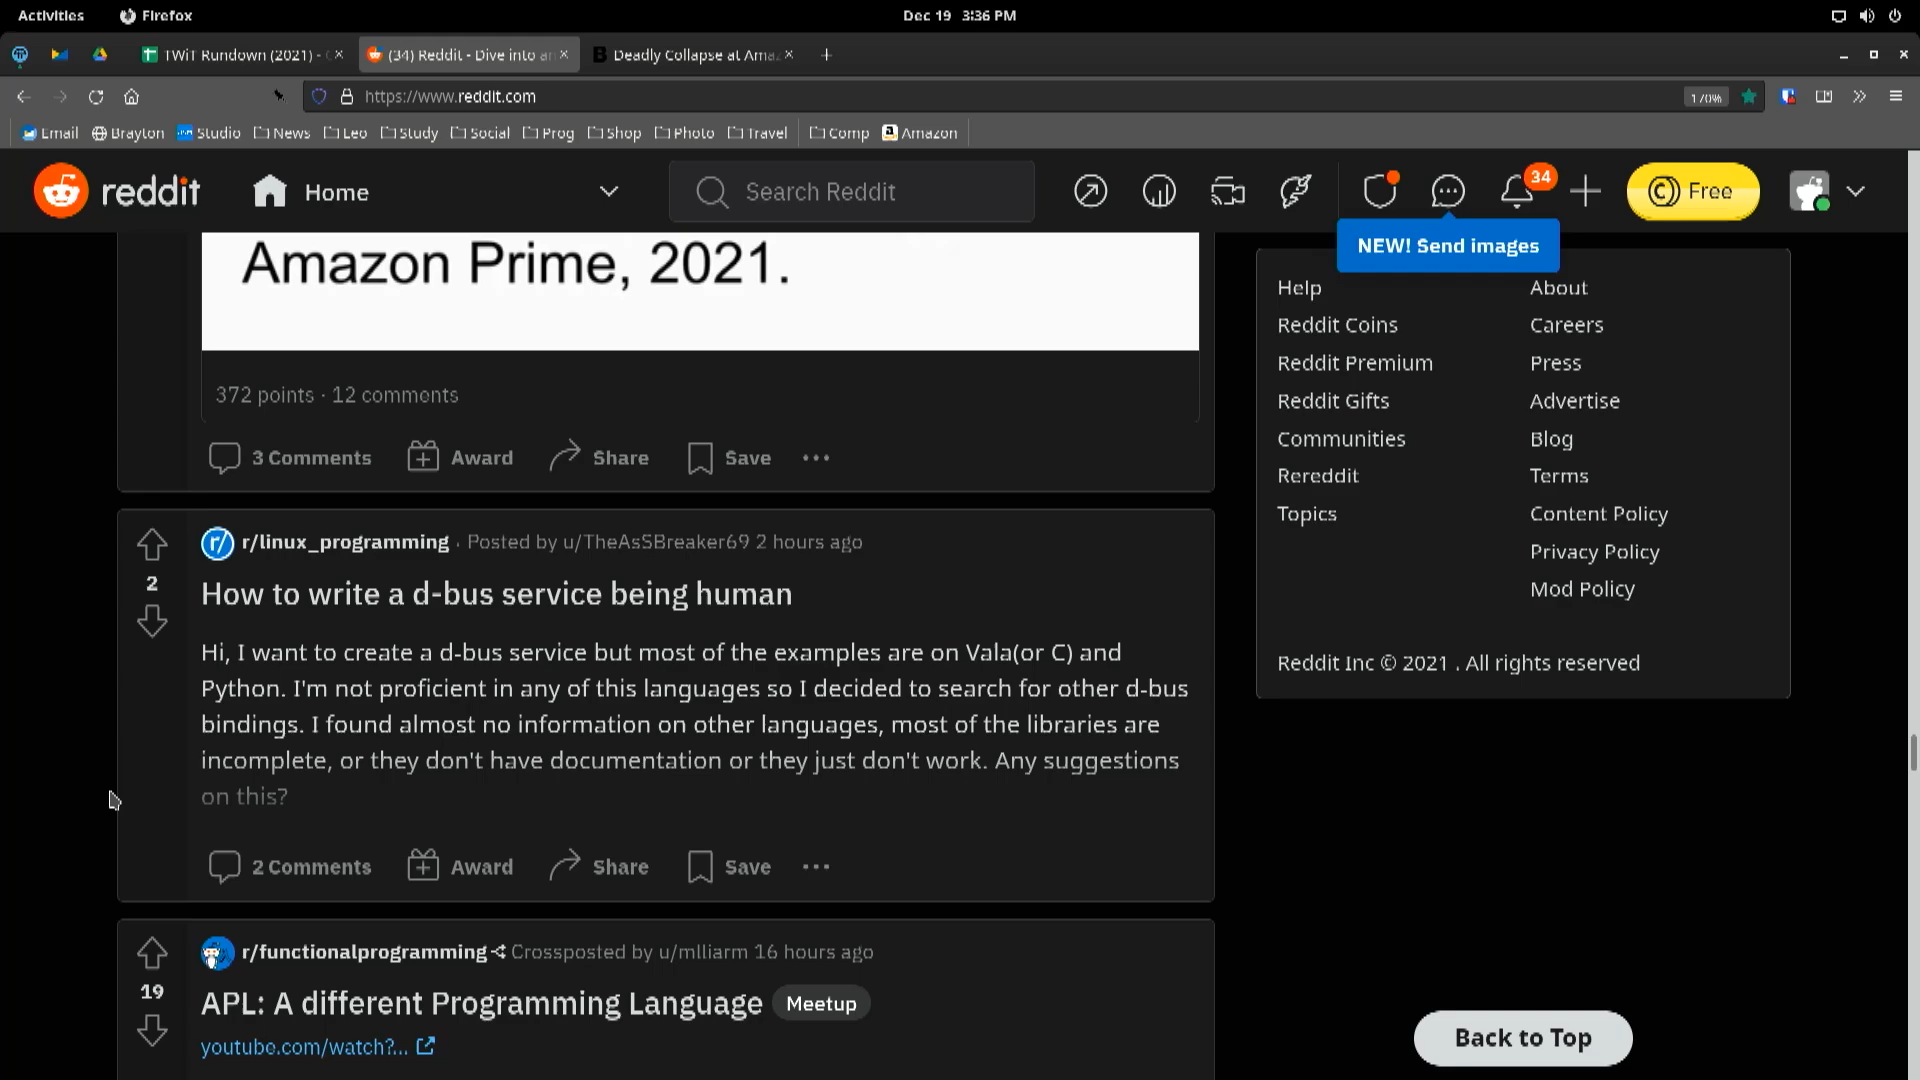 Activities Firefox Dec 19 3:36 PM
TWiT Rundown (2021) - (34) Reddit - Dive into an Deadly Collapse at Amaz
https://www.reddit.com 170%
Email Brayton Studio News Leo Study Social Prog Shop Photo Travel Comp Amazon
reddit Home Search Reddit 34 Free
NEW! Send images
Amazon Prime, 2021.
372 points · 12 comments
3 Comments Award Share Save
r/linux_programming · Posted by u/TheAsSBreaker69 2 hours ago
2
How to write a d-bus service being human
Hi, I want to create a d-bus service but most of the examples are on Vala(or C) and
Python. I'm not proficient in any of this languages so I decided to search for other d-bus
bindings. I found almost no information on other languages, most of the libraries are
incomplete, or they don't have documentation or they just don't work. Any suggestions
on this?
2 Comments Award Share Save
r/functionalprogramming Crossposted by u/mlliarm 16 hours ago
19
APL: A different Programming Language Meetup
youtube.com/watch?...
Help About
Reddit Coins Careers
Reddit Premium Press
Reddit Gifts Advertise
Communities Blog
Rereddit Terms
Topics Content Policy
Privacy Policy
Mod Policy
Reddit Inc © 2021 . All rights reserved
Back to Top